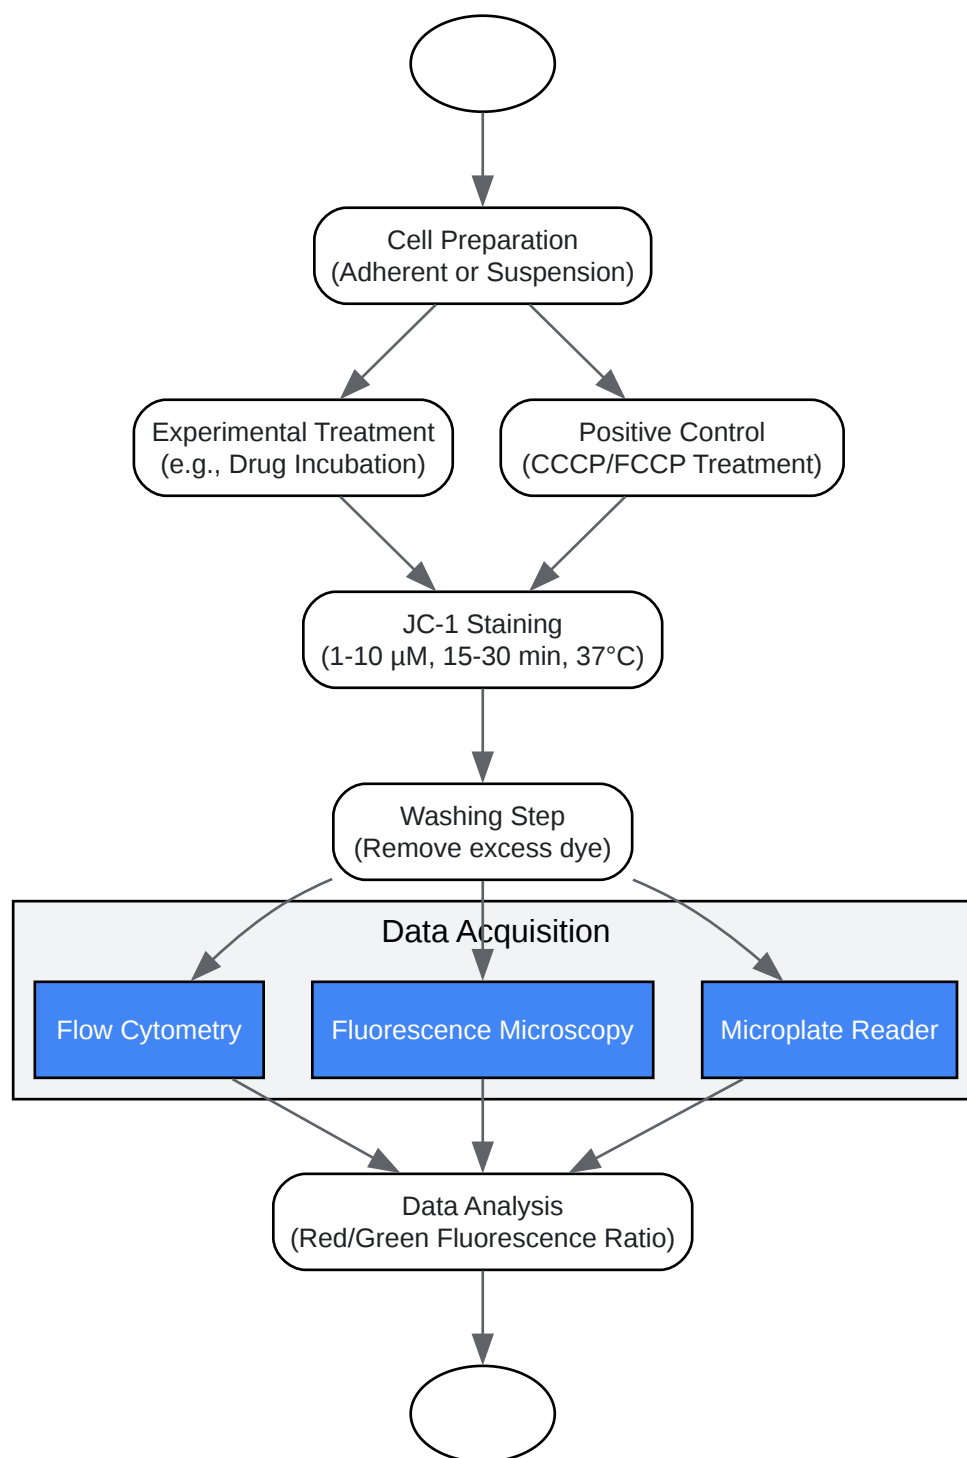 Cell Preparation
(Adherent or Suspension)
Experimental Treatment
(e.g., Drug Incubation)
Positive Control
(CCCP/FCCP Treatment)
JC-1 Staining
(1-10 µM, 15-30 min, 37°C)
Washing Step
(Remove excess dye)
Data Acquisition
Flow Cytometry
Fluorescence Microscopy
Microplate Reader
Data Analysis
(Red/Green Fluorescence Ratio)